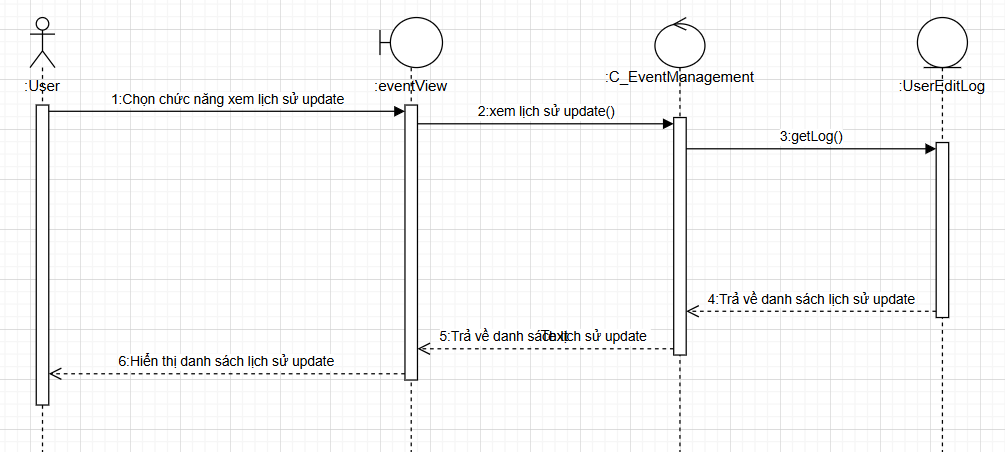 :User
:eventView
:C_EventManagement
:UserEditLog
1:Chọn chức năng xem lịch sử update
2:xem lịch sử update()
3:getLog()
4:Trả về danh sách lịch sử update
5:Trả về danh sách lịch sử update
Text
6:Hiển thị danh sách lịch sử update